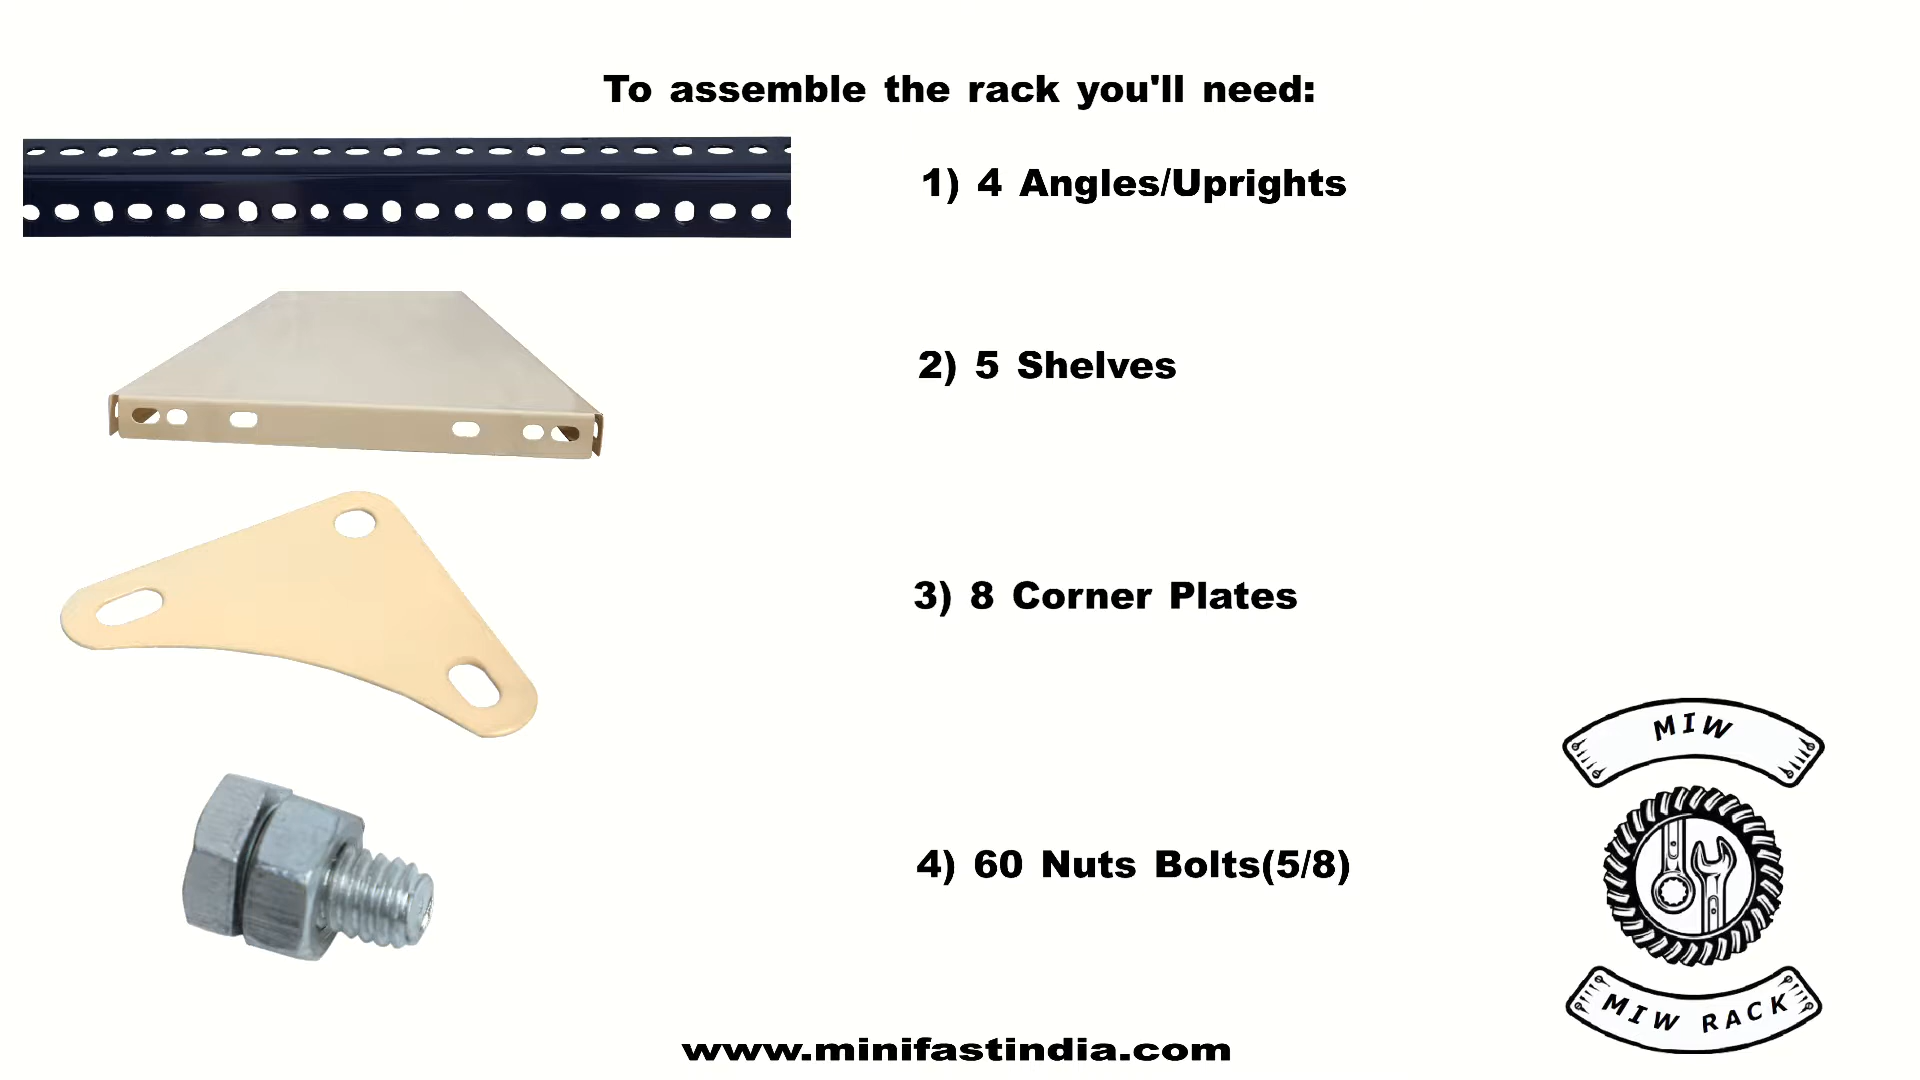 To assemble the rack you'll need:
1) 4 Angles/Uprights
2) 5 Shelves
3) 8 Corner Plates
4) 60 Nuts Bolts(5/8)
MIW
MIW RACK
www.minifastindia.com